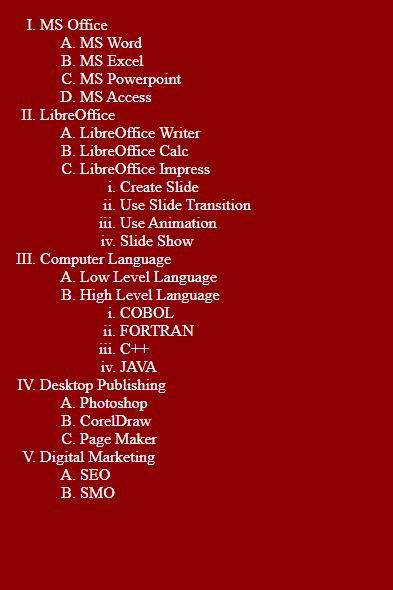 I. MS Office
A. MS Word
B. MS Excel
C. MS Powerpoint
D. MS Access
II. LibreOffice
A. LibreOffice Writer
B. LibreOffice Calc
C. LibreOffice Impress
i. Create Slide
ii. Use Slide Transition
iii. Use Animation
iv. Slide Show
III. Computer Language
A. Low Level Language
B. High Level Language
i. COBOL
ii. FORTRAN
iii. C++
iv. JAVA
IV. Desktop Publishing
A. Photoshop
B. CorelDraw
C. Page Maker
V. Digital Marketing
A. SEO
B. SMO